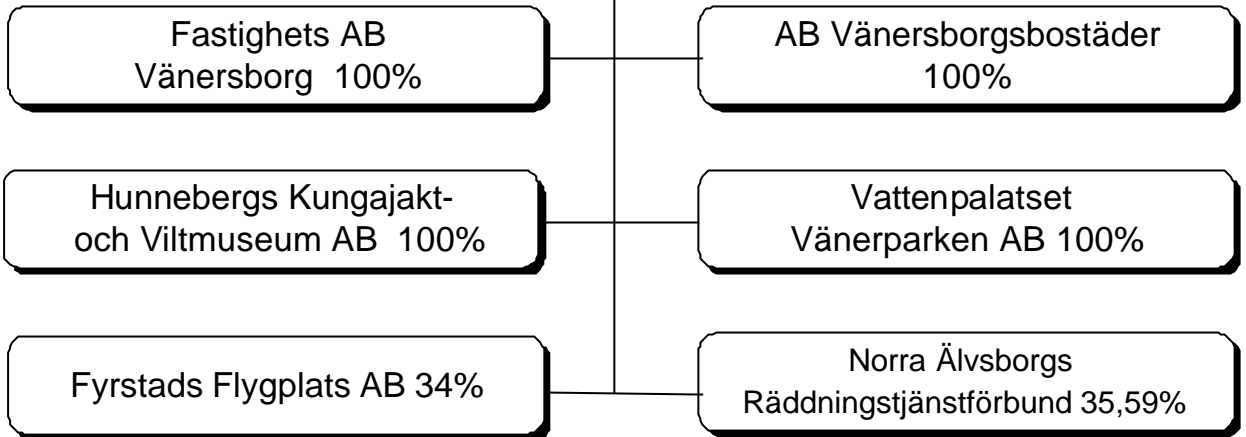 Fastighets AB
Vänersborg 100%
AB Vänersborgsbostäder
100%
Hunnebergs Kungajakt-
och Viltmuseum AB 100%
Vattenpalatset
Vänerparken AB 100%
Fyrstads Flygplats AB 34%
Norra Älvsborgs
Räddningstjänstförbund 35,59%